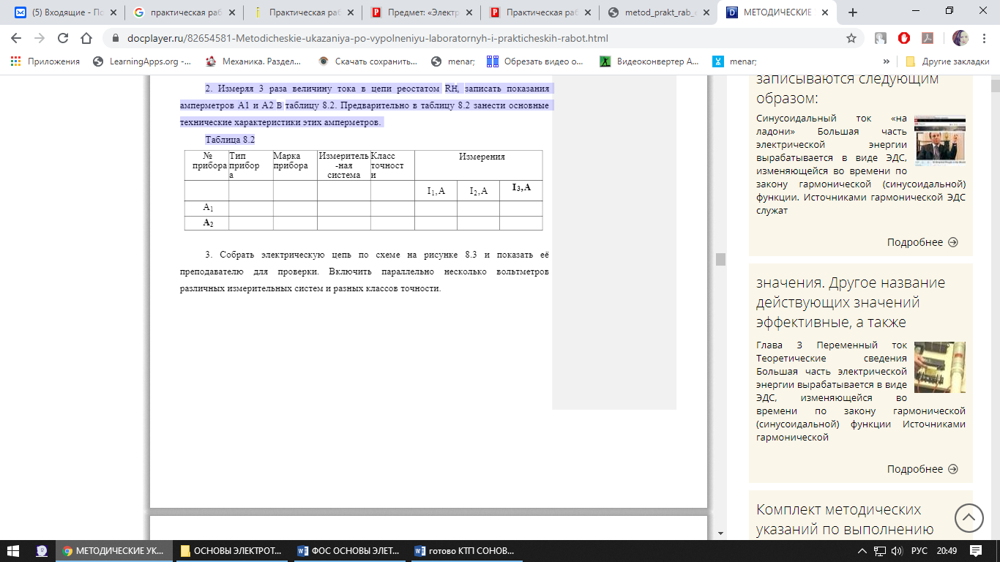 (5) Входящие - По
практическая раб
Практическая раб
Предмет: «Электр
Практическая раб
metod_prakt_rab_
МЕТОДИЧЕСКИЕ
docplayer.ru/82654581-Metodicheskie-ukazaniya-po-vypolneniyu-laboratornyh-i-prakticheskih-rabot.html
Приложения
LearningApps.org -...
Механика. Раздел...
Скачать сохранить...
menar;
Обрезать видео о...
Видеоконвертер A...
menar;
»
Другие закладки
2. Измеряя 3 раза величину тока в цепи реостатом RH, записать показания
амперметров А1 и А2 в таблицу 8.2. Предварительно в таблицу 8.2 занести основные
технические характеристики этих амперметров.
Таблица 8.2
№ прибора
Тип прибор а
Марка прибора
Измеритель -ная система
Класс точност и
Измерения
I₁,А
I₂,А
I₃,А
А₁
А₂
3. Собрать электрическую цепь по схеме на рисунке 8.3 и показать её
преподавателю для проверки. Включить параллельно несколько вольтметров
различных измерительных систем и разных классов точности.
записываются следующим
образом:
Синусоидальный ток «на
ладони» Большая часть
электрической энергии
вырабатывается в виде ЭДС,
изменяющейся во времени по
закону гармонической (синусоидальной)
функции. Источниками гармонической ЭДС
служат
Подробнее
значения. Другое название
действующих значений
эффективные, а также
Глава 3 Переменный ток
Теоретические сведения
Большая часть электрической
энергии вырабатывается в виде
ЭДС, изменяющейся во
времени по закону гармонической
(синусоидальной) функции Источниками
гармонической
Подробнее
Комплект методических
указаний по выполнению
МЕТОДИЧЕСКИЕ УК...
ОСНОВЫ ЭЛЕКТРОТ...
ФОС ОСНОВЫ ЭЛЕТ...
готово КТП СОНОВ...
РУС
20:49